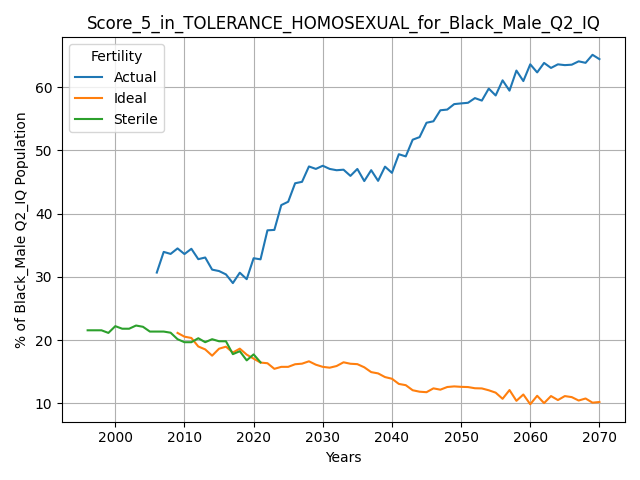 Score_5_in_TOLERANCE_HOMOSEXUAL_for_Black_Male_Q2_IQ
Fertility
Actual
Ideal
Sterile
% of Black_Male Q2_IQ Population
60
50
40
30
20
10
2000 2010 2020 2030 2040 2050 2060 2070
Years